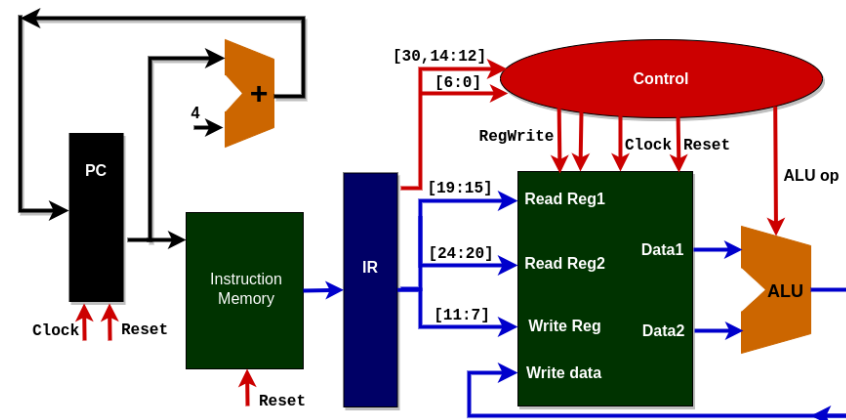 [30,14:12]
[6:0]
Control
+
4
RegWrite
Clock
Reset
PC
ALU op
[19:15]
Read Reg1
IR
[24:20]
Read Reg2
Data1
Instruction
Memory
ALU
[11:7]
Write Reg
Data2
Clock
Reset
Write data
Reset